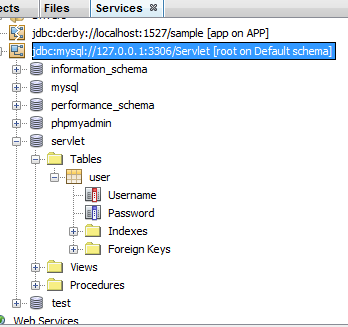 ects Files Services
jdbc:derby://localhost:1527/sample [app on APP]
jdbc:mysql://127.0.0.1:3306/Servlet [root on Default schema]
information_schema
mysql
performance_schema
phpmyadmin
servlet
Tables
user
Username
Password
Indexes
Foreign Keys
Views
Procedures
test
Web Services